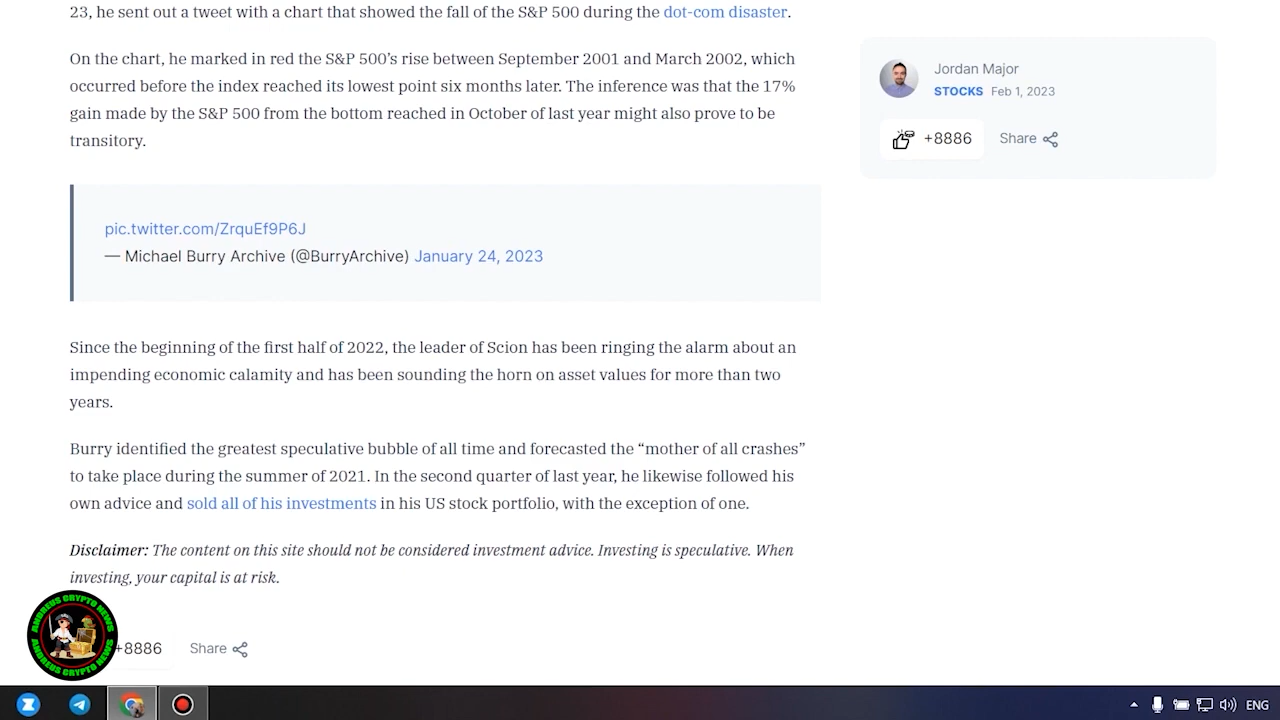 23, he sent out a tweet with a chart that showed the fall of the S&P 500 during the dot-com disaster.
On the chart, he marked in red the S&P 500’s rise between September 2001 and March 2002, which
occurred before the index reached its lowest point six months later. The inference was that the 17%
gain made by the S&P 500 from the bottom reached in October of last year might also prove to be
transitory.
pic.twitter.com/ZrquEf9P6J
— Michael Burry Archive (@BurryArchive) January 24, 2023
Since the beginning of the first half of 2022, the leader of Scion has been ringing the alarm about an
impending economic calamity and has been sounding the horn on asset values for more than two
years.
Burry identified the greatest speculative bubble of all time and forecasted the “mother of all crashes”
to take place during the summer of 2021. In the second quarter of last year, he likewise followed his
own advice and sold all of his investments in his US stock portfolio, with the exception of one.
Disclaimer: The content on this site should not be considered investment advice. Investing is speculative. When
investing, your capital is at risk.
+8886 Share
Jordan Major
STOCKS Feb 1, 2023
+8886 Share
ANDREUS CRYPTO NEWS
ANDREUS CRYPTO NEWS
ENG